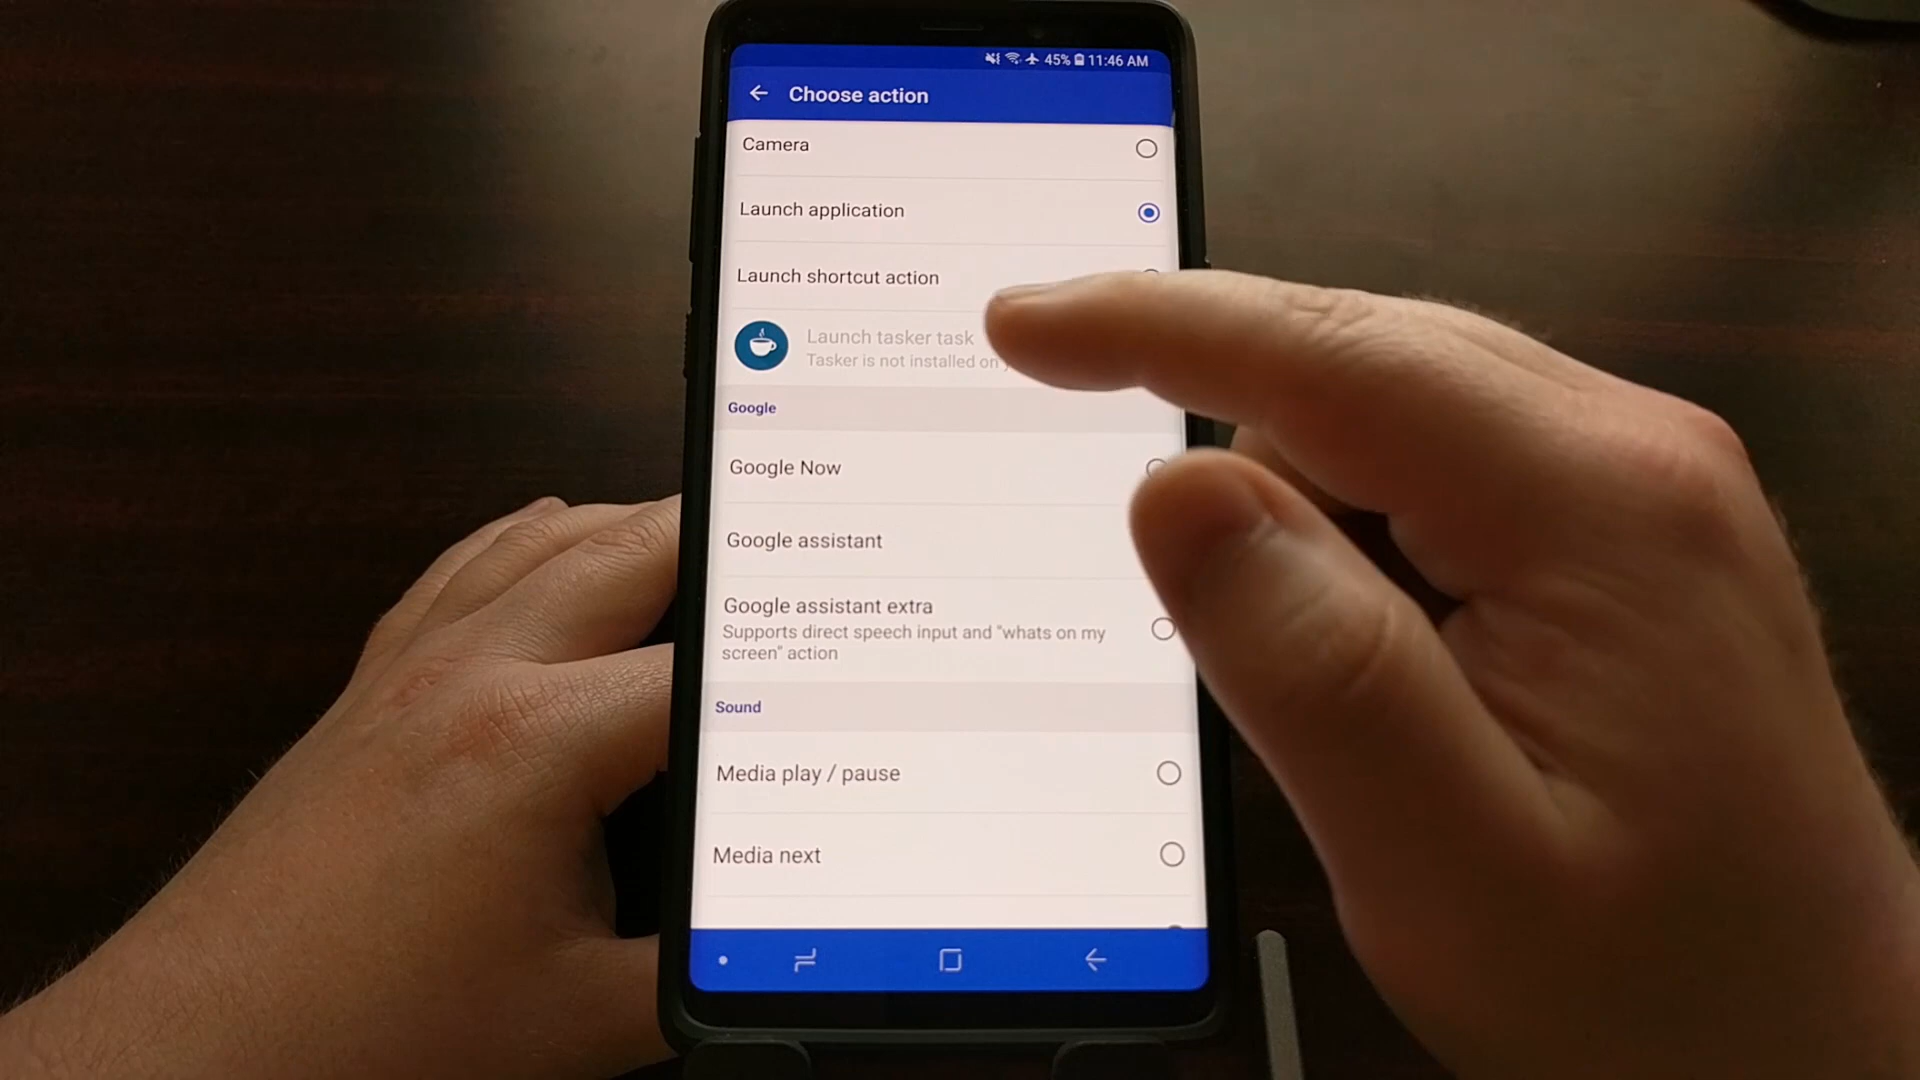 45% 11:46 AM
Choose action
Camera
Launch application
Launch shortcut action
Launch tasker task
Tasker is not installed on
Google
Google Now
Google assistant
Google assistant extra
Supports direct speech input and "whats on my
screen" action
Sound
Media play / pause
Media next